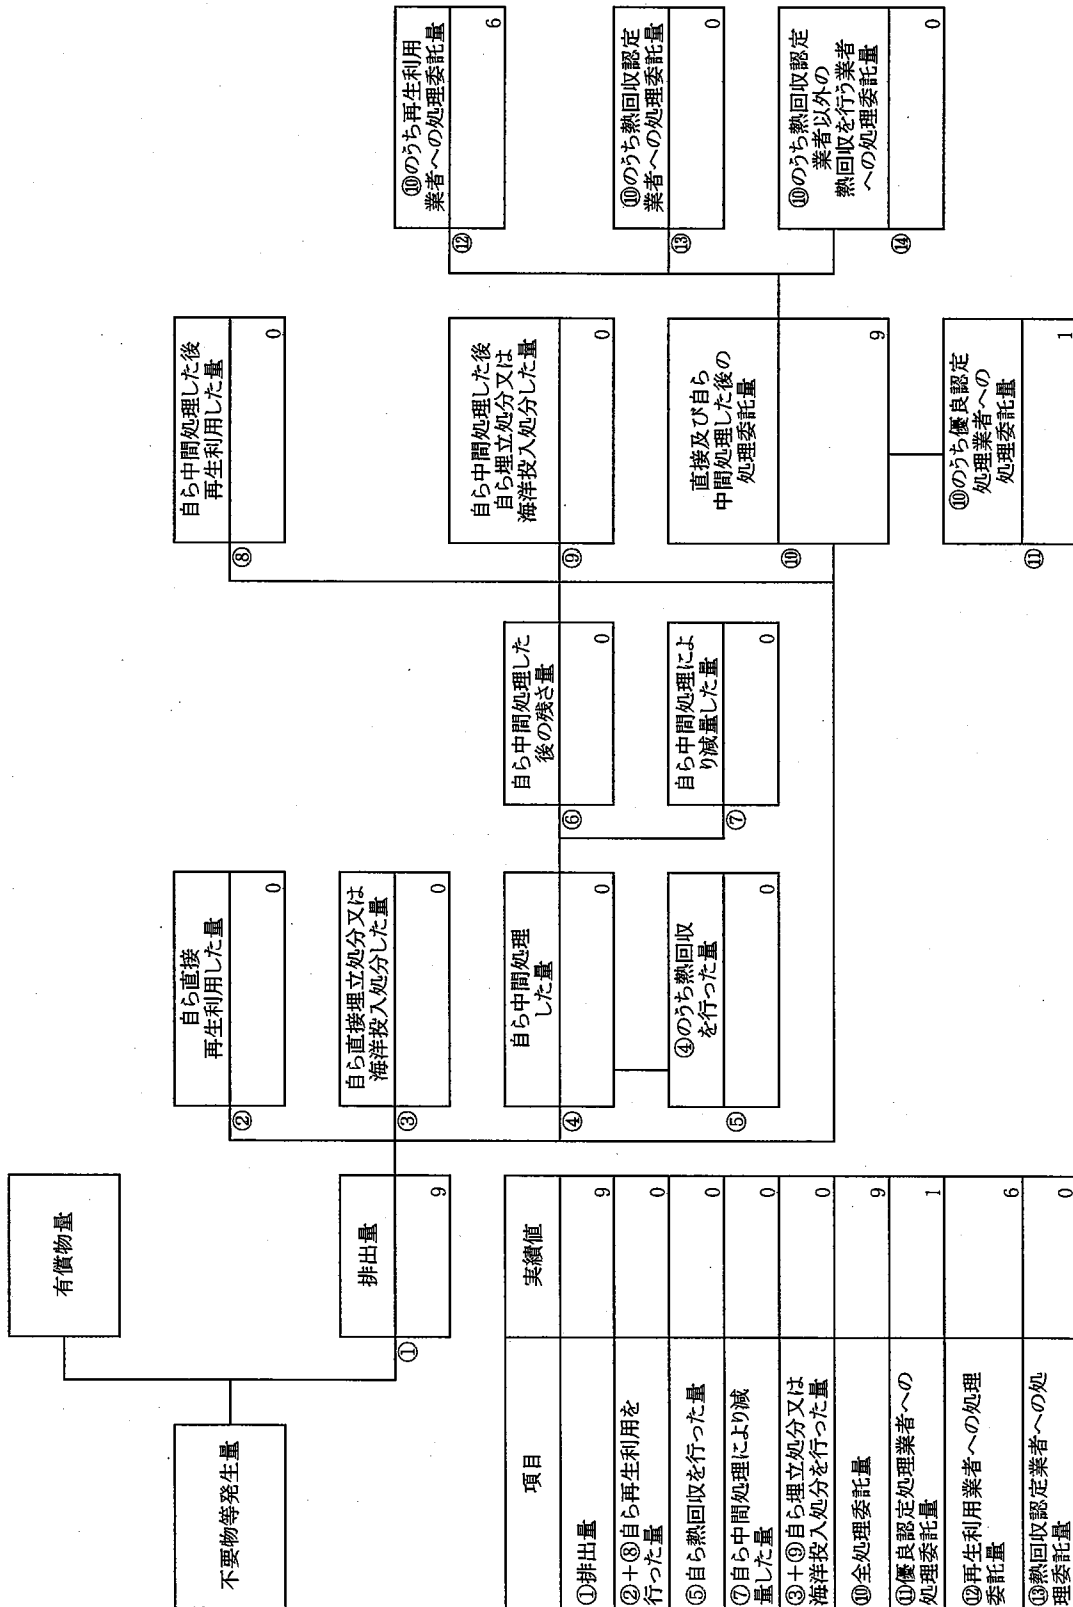 不要物等発生量
有償物量
排出量
①
9
自ら直接
再生利用した量
②
0
自ら直接埋立処分又は
海洋投入処分した量
③
0
自ら中間処理
した量
④
0
④のうち熱回収
を行った量
⑤
0
自ら中間処理した
後の残さ量
⑥
0
自ら中間処理によ
り減量した量
⑦
0
自ら中間処理した後
再生利用した量
⑧
0
自ら中間処理した後
自ら埋立処分又は
海洋投入処分した量
⑨
0
直接及び自ら
中間処理した後の
処理委託量
⑩
9
⑩のうち優良認定
処理業者への
処理委託量
⑪
1
⑩のうち再生利用
業者への処理委託量
⑫
6
⑩のうち熱回収認定
業者への処理委託量
⑬
0
⑩のうち熱回収認定
業者以外の
熱回収を行う業者
への処理委託量
⑭
0
項目 実績値
①排出量 9
②+⑧自ら再生利用を
行った量 0
⑤自ら熱回収を行った量 0
⑦自ら中間処理により減
量した量 0
③+⑨自ら埋立処分又は
海洋投入処分を行った量 0
⑩全処理委託量 9
⑪優良認定処理業者への
処理委託量 1
⑫再生利用業者への処理
委託量 6
⑬熱回収認定業者への処
理委託量 0